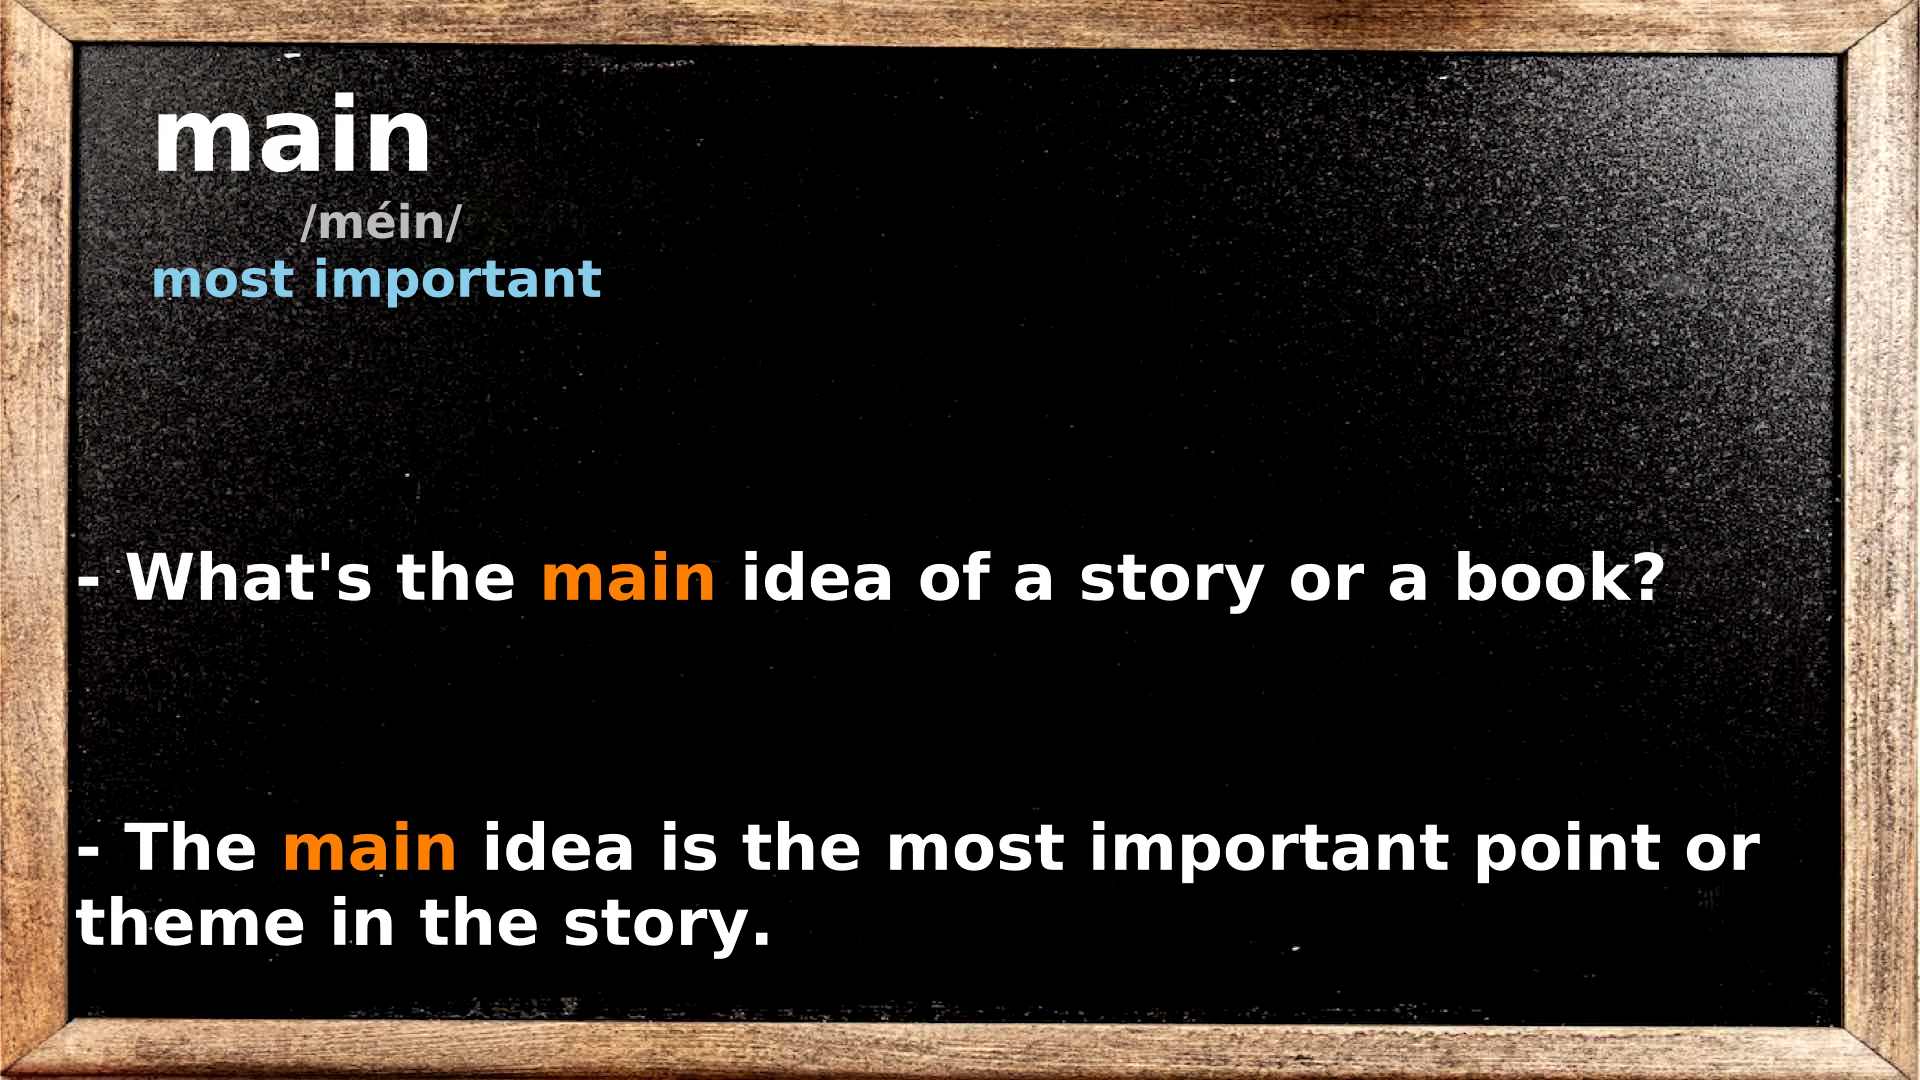 main
/méin/
most important
- What's the main idea of a story or a book?
- The main idea is the most important point or
theme in the story.